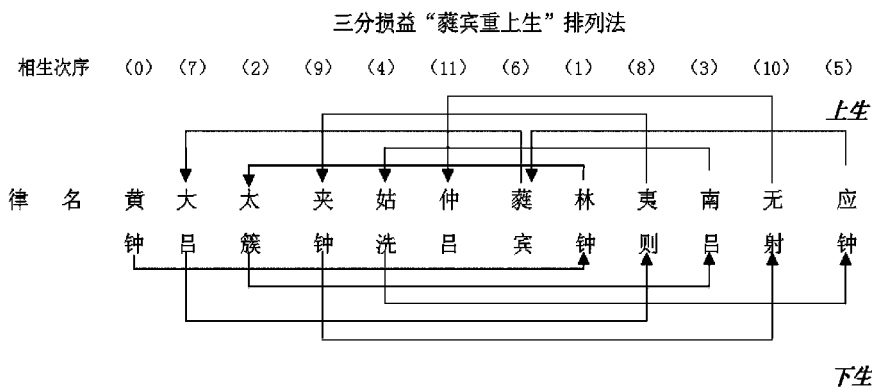 三分损益“蕤宾重上生”排列法
相生次序 （0） （7） （2） （9） （4） （11） （6） （1） （8） （3） （10） （5）
上生
律 名 黄 大 太 夹 姑 仲 蕤 林 夷 南 无 应
钟 吕 簇 钟 洗 吕 宾 钟 则 吕 射 钟
下生